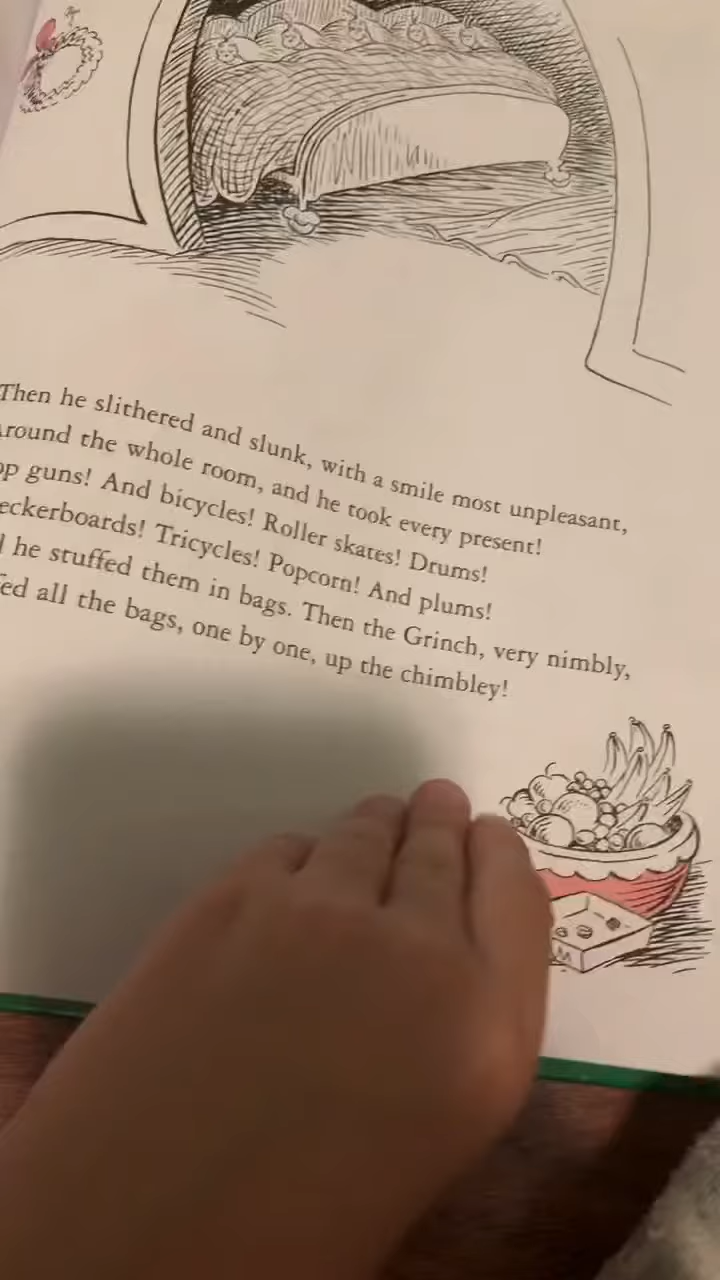 Then he slithered and slunk, with a smile most unpleasant,
around the whole room, and he took every present!
op guns! And bicycles! Roller skates! Drums!
eckerboards! Tricycles! Popcorn! And plums!
he stuffed them in bags. Then the Grinch, very nimbly,
ed all the bags, one by one, up the chimbley!